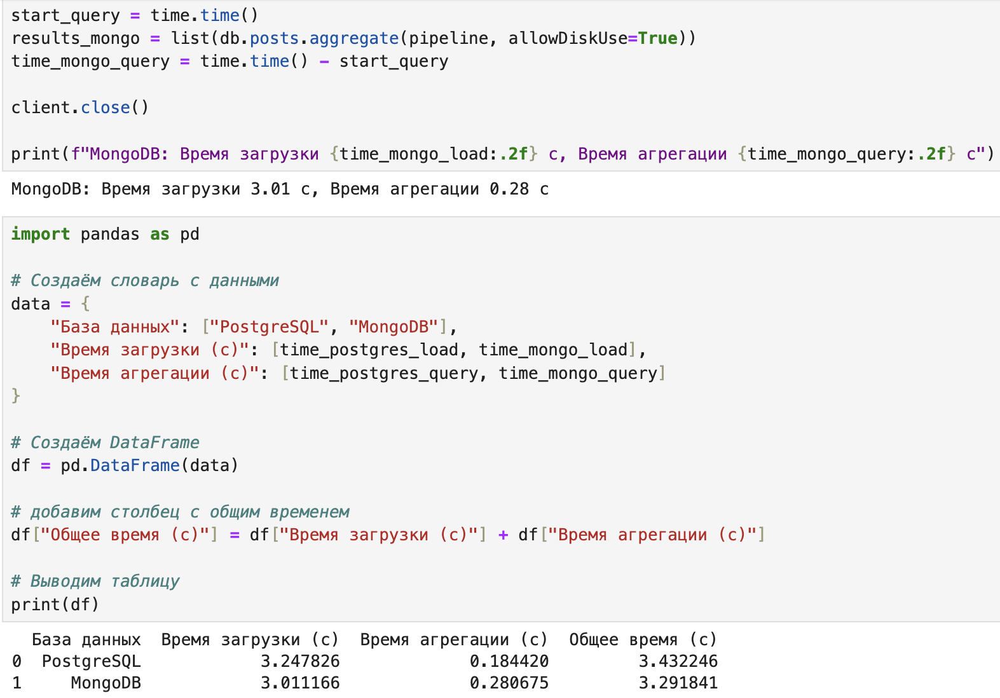 start_query = time.time()
results_mongo = list(db.posts.aggregate(pipeline, allowDiskUse=True))
time_mongo_query = time.time() - start_query
client.close()
print(f"MongoDB: Время загрузки {time_mongo_load:.2f} с, Время агрегации {time_mongo_query:.2f} с")
MongoDB: Время загрузки 3.01 с, Время агрегации 0.28 с
import pandas as pd
# Создаём словарь с данными
data = {
    "База данных": ["PostgreSQL", "MongoDB"],
    "Время загрузки (с)": [time_postgres_load, time_mongo_load],
    "Время агрегации (с)": [time_postgres_query, time_mongo_query]
}
# Создаём DataFrame
df = pd.DataFrame(data)
# добавим столбец с общим временем
df["Общее время (с)"] = df["Время загрузки (с)"] + df["Время агрегации (с)"]
# Выводим таблицу
print(df)
База данных  Время загрузки (с)  Время агрегации (с)  Общее время (с)
0  PostgreSQL  3.247826  0.184420  3.432246
1  MongoDB  3.011166  0.280675  3.291841